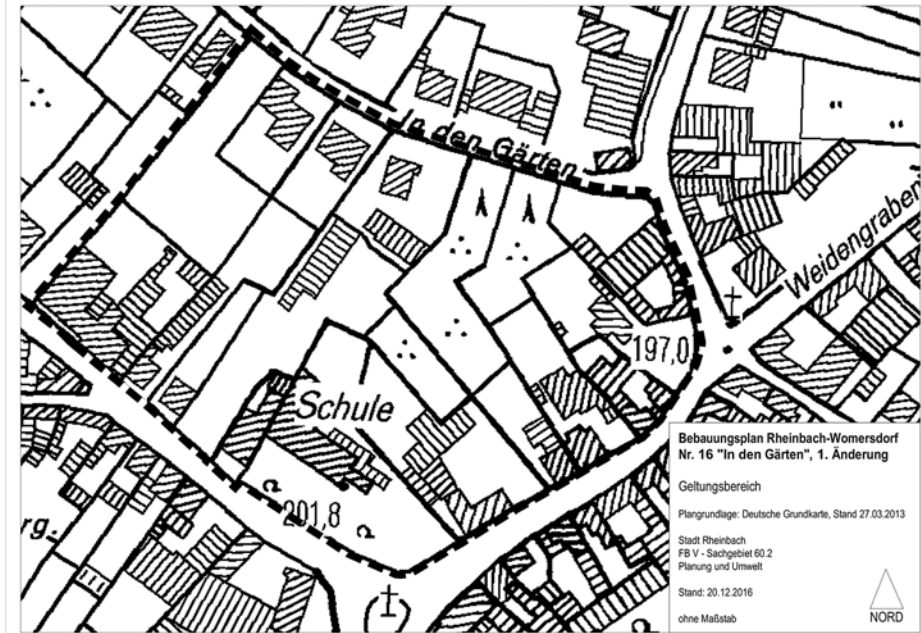 In den Gärten
Weidengraben
197,0
Schule
201,8
rg.
Bebauungsplan Rheinbach-Womersdorf
Nr. 16 "In den Gärten", 1. Änderung
Geltungsbereich
Plangrundlage: Deutsche Grundkarte, Stand 27.03.2013
Stadt Rheinbach
FB V - Sachgebiet 60.2
Planung und Umwelt
Stand: 20.12.2016
ohne Maßstab
NORD